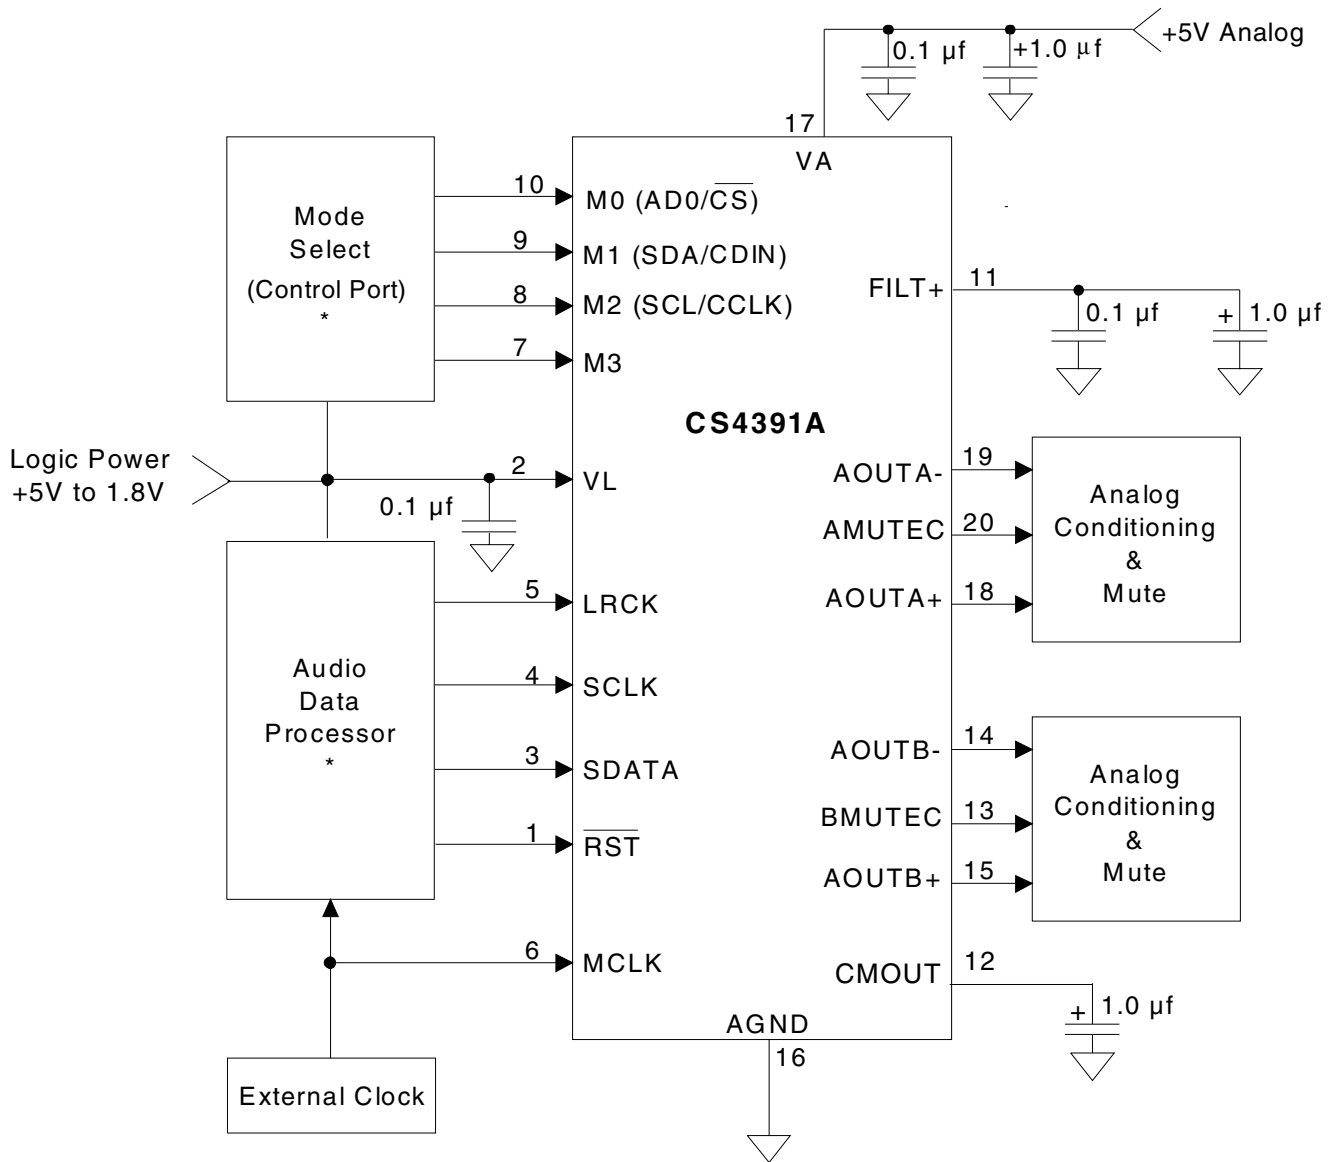 +5V Analog
0.1 µf
+1.0 µf
17
VA
Mode
Select
(Control Port)
*
10
M0 (AD0/C̅S̅)
9
M1 (SDA/CDIN)
8
M2 (SCL/CCLK)
7
M3
FILT+
11
0.1 µf
+ 1.0 µf
CS4391A
Logic Power
+5V to 1.8V
2
VL
0.1 µf
AOUTA-
19
AMUTEC
20
AOUTA+
18
Analog
Conditioning
&
Mute
Audio
Data
Processor
*
5
LRCK
4
SCLK
3
SDATA
1
R̅S̅T̅
AOUTB-
14
BMUTEC
13
AOUTB+
15
Analog
Conditioning
&
Mute
6
MCLK
CMOUT
12
+ 1.0 µf
AGND
16
External Clock